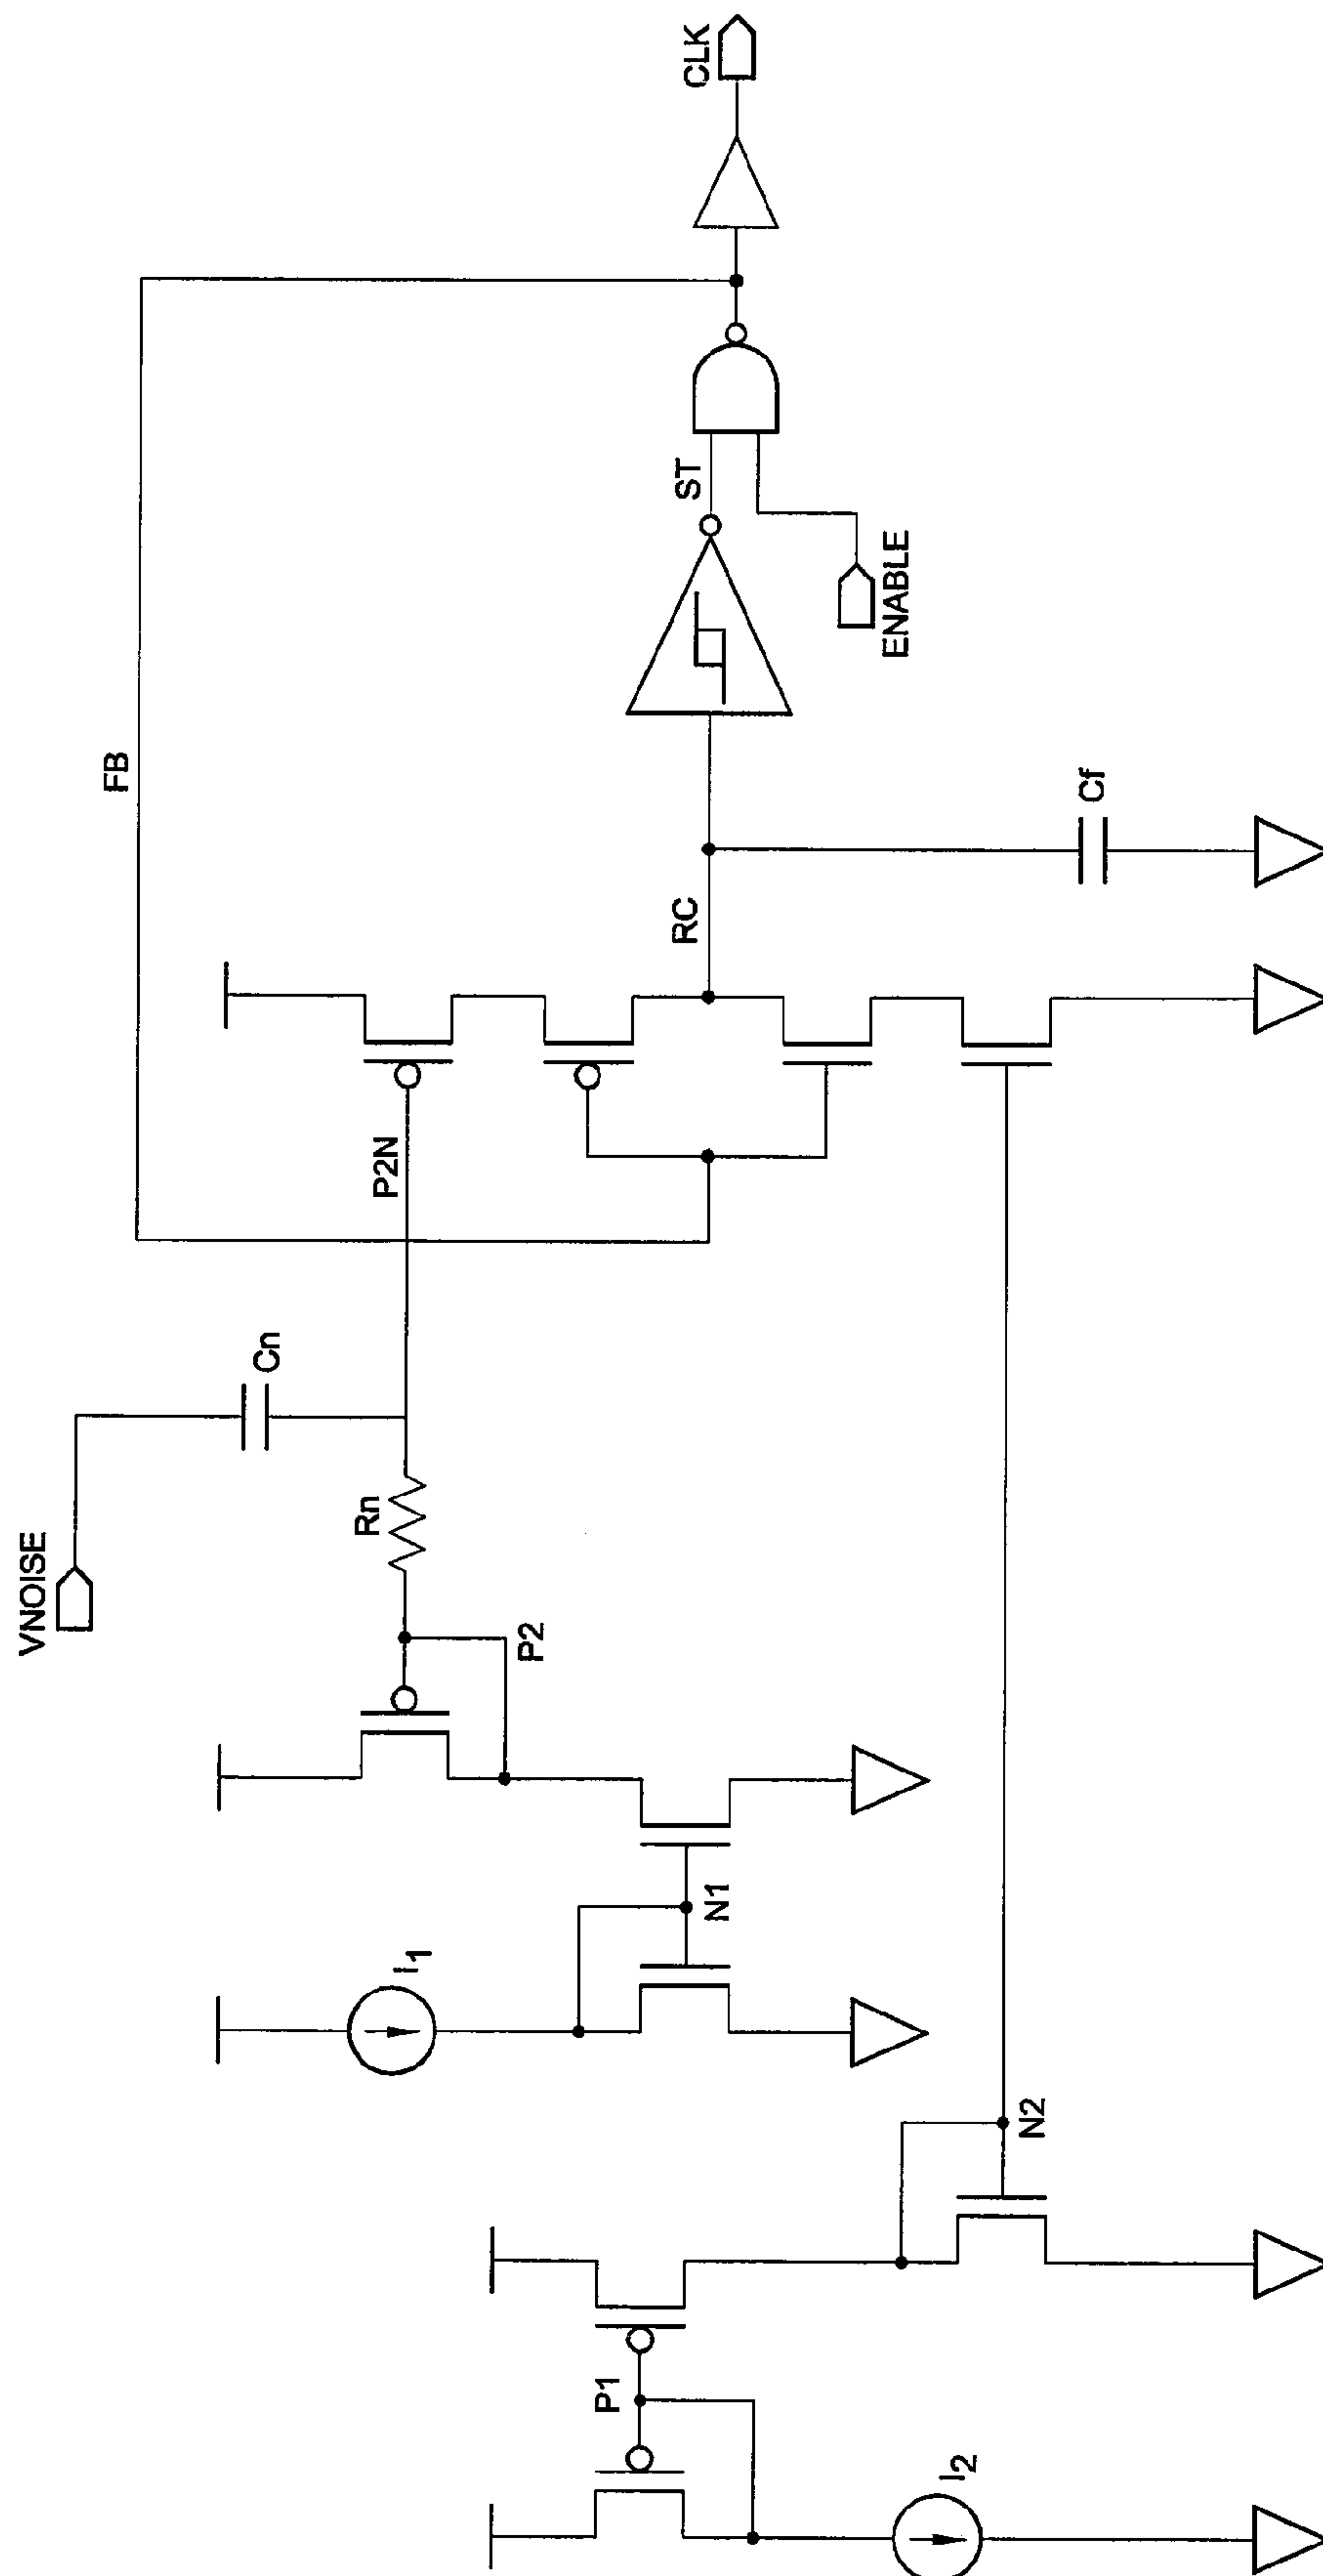 VNOISE
Cn
Rn
P2
P2N
FB
RC
Cf
ST
ENABLE
CLK
I1
N1
N2
P1
I2